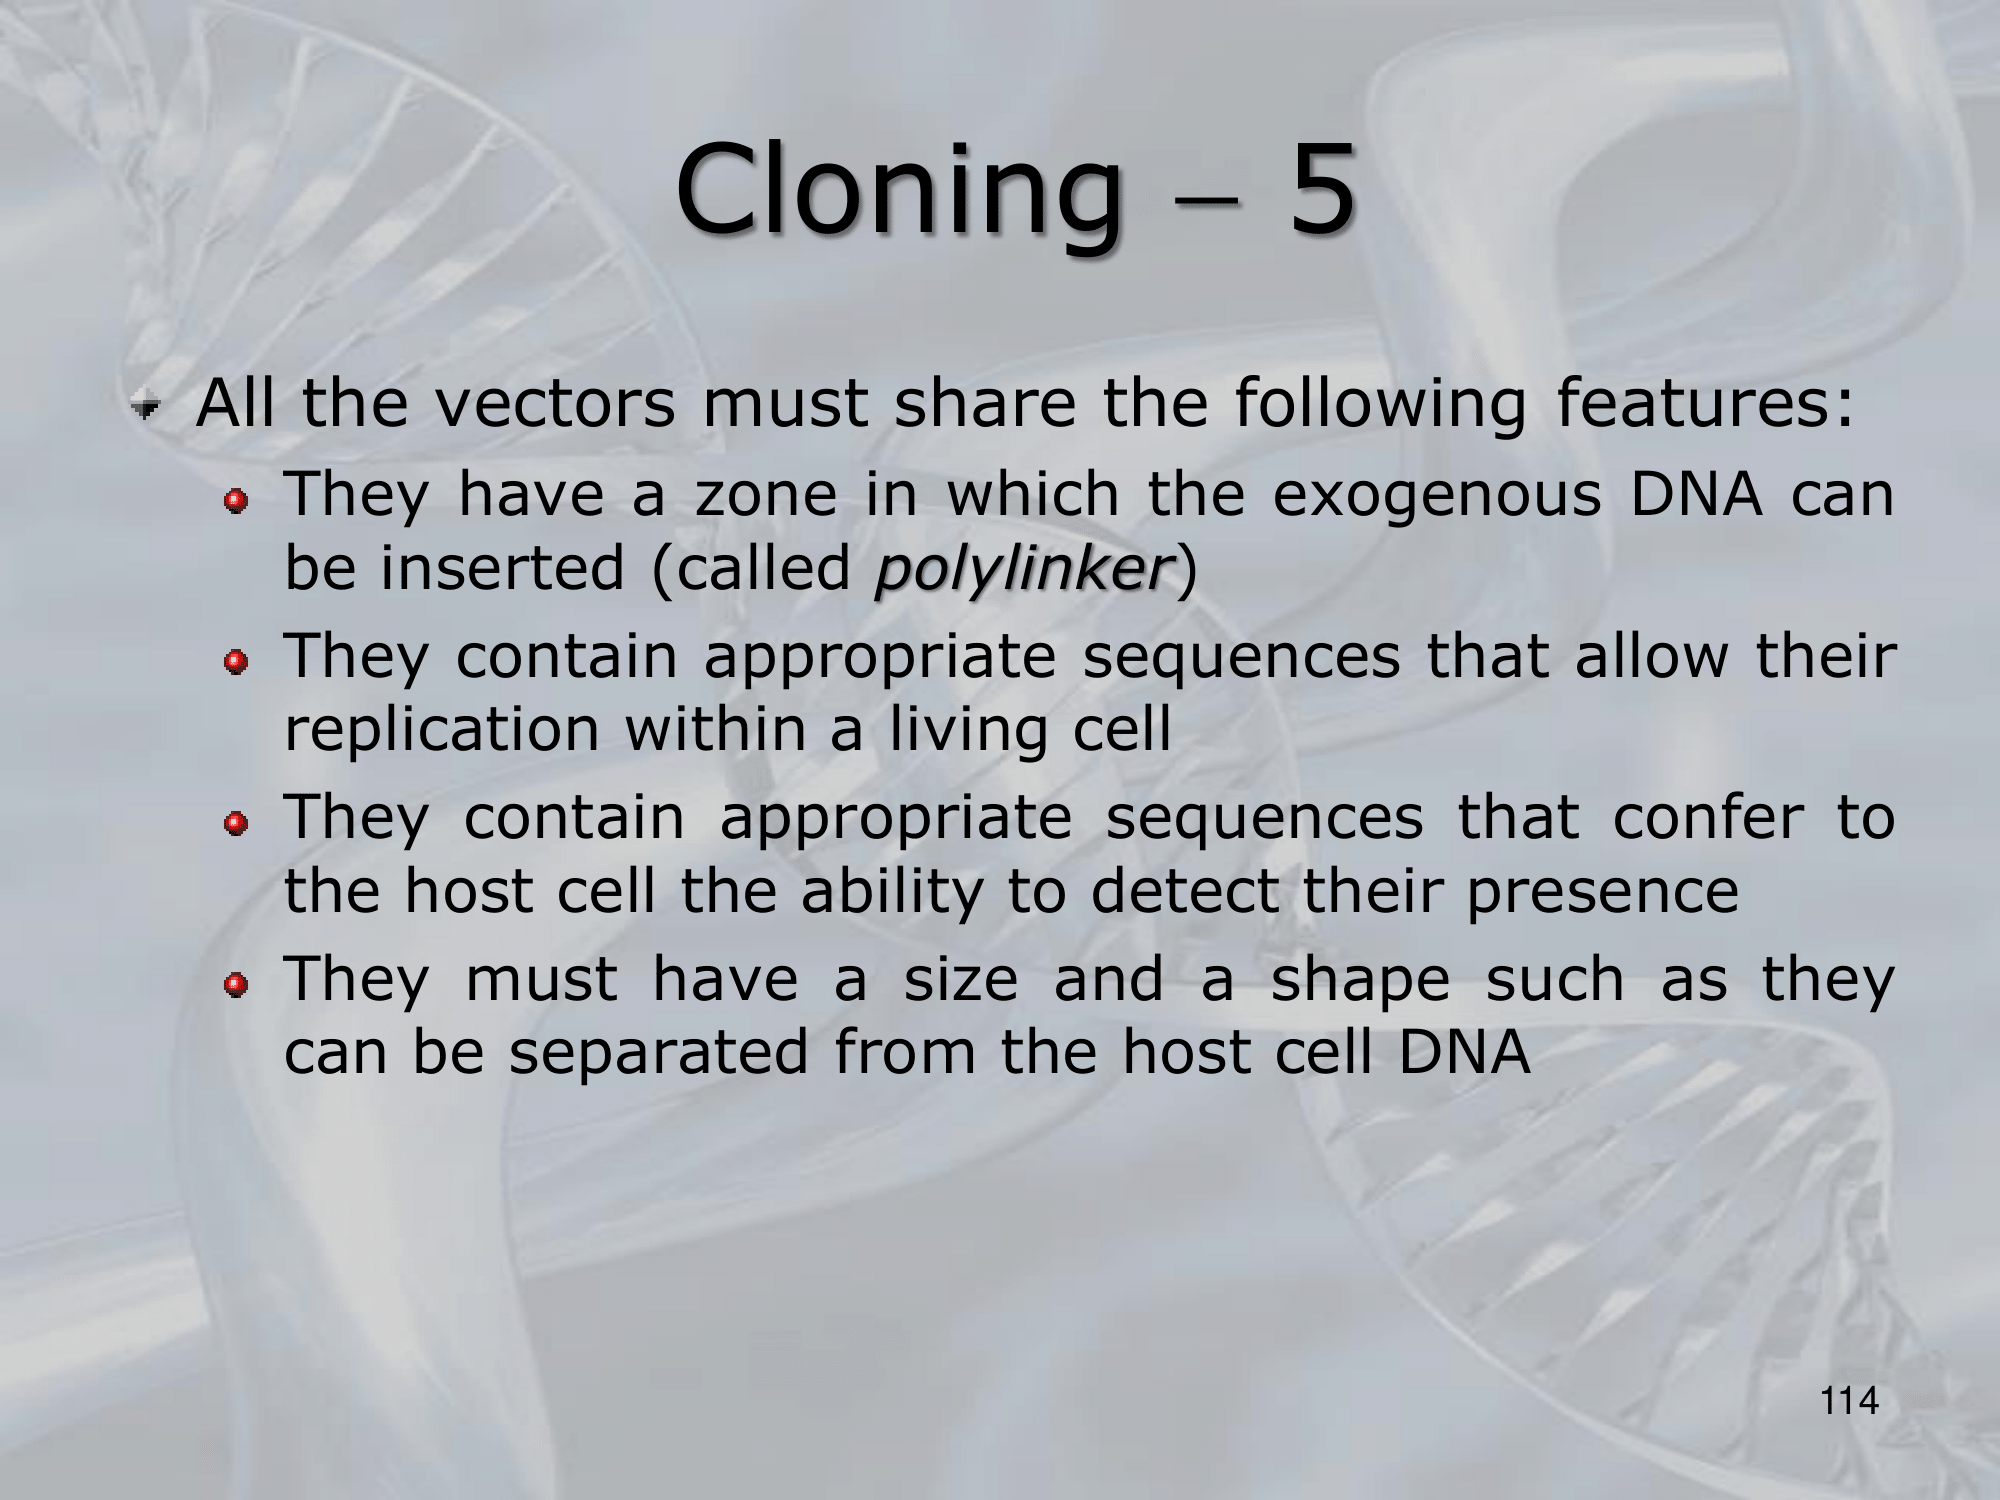 Cloning – 5
All the vectors must share the following features:
They have a zone in which the exogenous DNA can
be inserted (called polylinker)
They contain appropriate sequences that allow their
replication within a living cell
They contain appropriate sequences that confer to
the host cell the ability to detect their presence
They must have a size and a shape such as they
can be separated from the host cell DNA
114